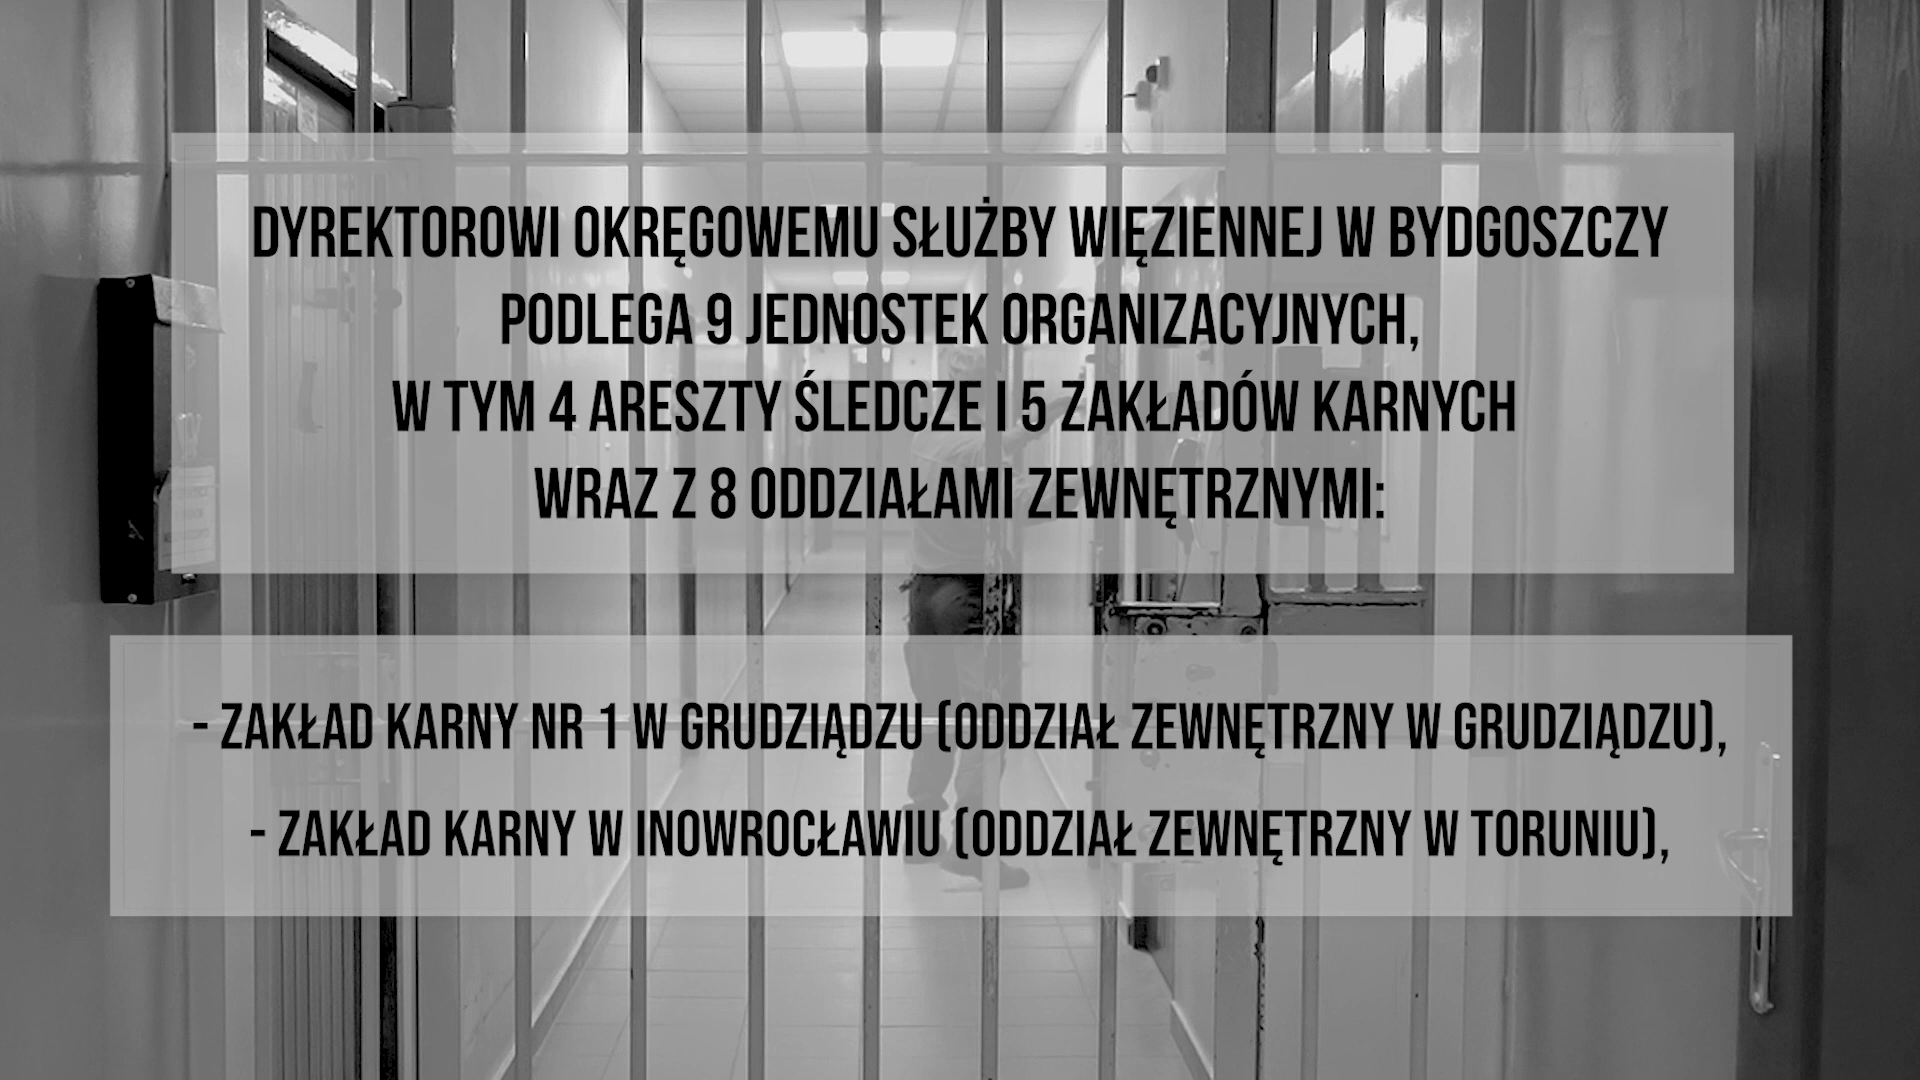 DYREKTOROWI OKRĘGOWEMU SŁUŻBY WIĘZIENNEJ W BYDGOSZCZY
PODLEGA 9 JEDNOSTEK ORGANIZACYJNYCH,
W TYM 4 ARESZTY ŚLEDCZE I 5 ZAKŁADÓW KARNYCH
WRAZ Z 8 ODDZIAŁAMI ZEWNĘTRZNYMI:
- ZAKŁAD KARNY NR 1 W GRUDZIĄDZU (ODDZIAŁ ZEWNĘTRZNY W GRUDZIĄDZU),
- ZAKŁAD KARNY W INOWROCŁAWIU (ODDZIAŁ ZEWNĘTRZNY W TORUNIU),